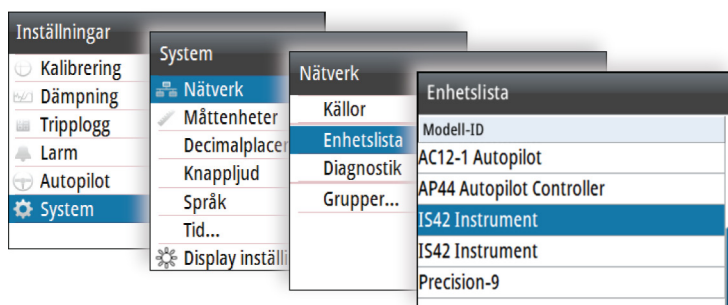 Inställningar
Kalibrering
Dämpning
Tripplogg
Larm
Autopilot
System
System
Nätverk
Måttenheter
Knappljud
Språk
Tid...
Display
Nätverk
Källor
Enhetslista
Diagnostik
Grupper...
Enhetslista
Modell-ID
AC12-1 Autopilot
AP44 Autopilot Controller
IS42 Instrument
IS42 Instrument
Precision-9